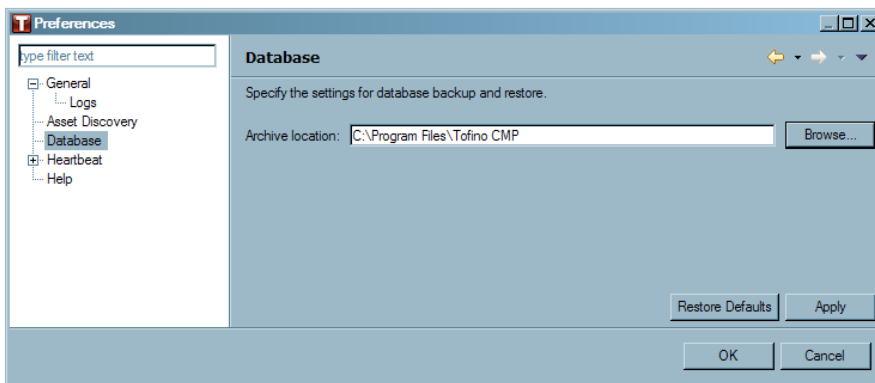 Preferences
type filter text
General
Logs
Asset Discovery
Database
Heartbeat
Help
Database
Specify the settings for database backup and restore.
Archive location: C:\Program Files\Tofino CMP Browse...
Restore Defaults Apply
OK Cancel